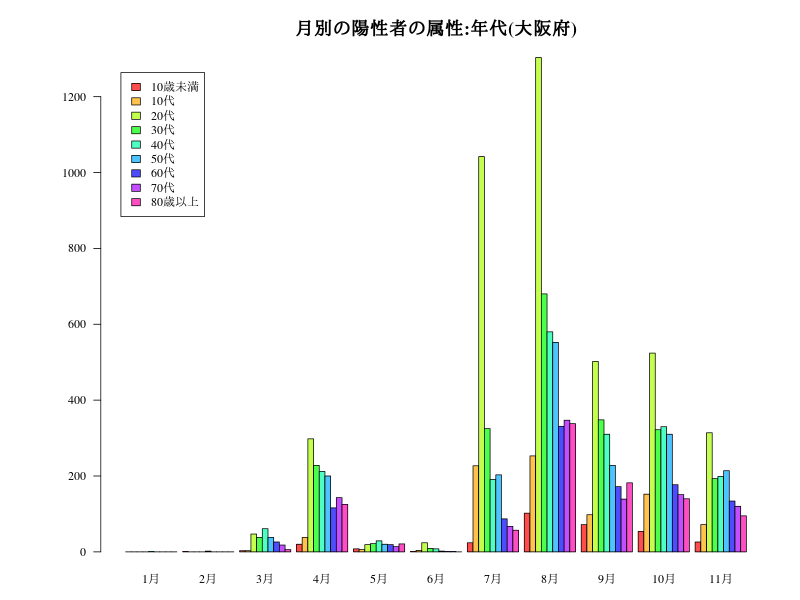 月別の陽性者の属性:年代(大阪府)
10歳未満
10代
20代
30代
40代
50代
60代
70代
80歳以上
1200
1000
800
600
400
200
0
1月 2月 3月 4月 5月 6月 7月 8月 9月 10月 11月